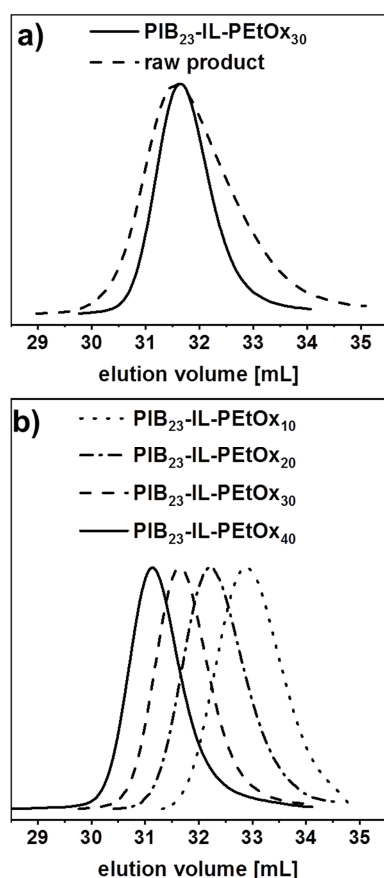 a)
PIB₂₃-IL-PEtOx₃₀
raw product
29 30 31 32 33 34 35
elution volume [mL]
b)
PIB₂₃-IL-PEtOx₁₀
PIB₂₃-IL-PEtOx₂₀
PIB₂₃-IL-PEtOx₃₀
PIB₂₃-IL-PEtOx₄₀
29 30 31 32 33 34 35
elution volume [mL]